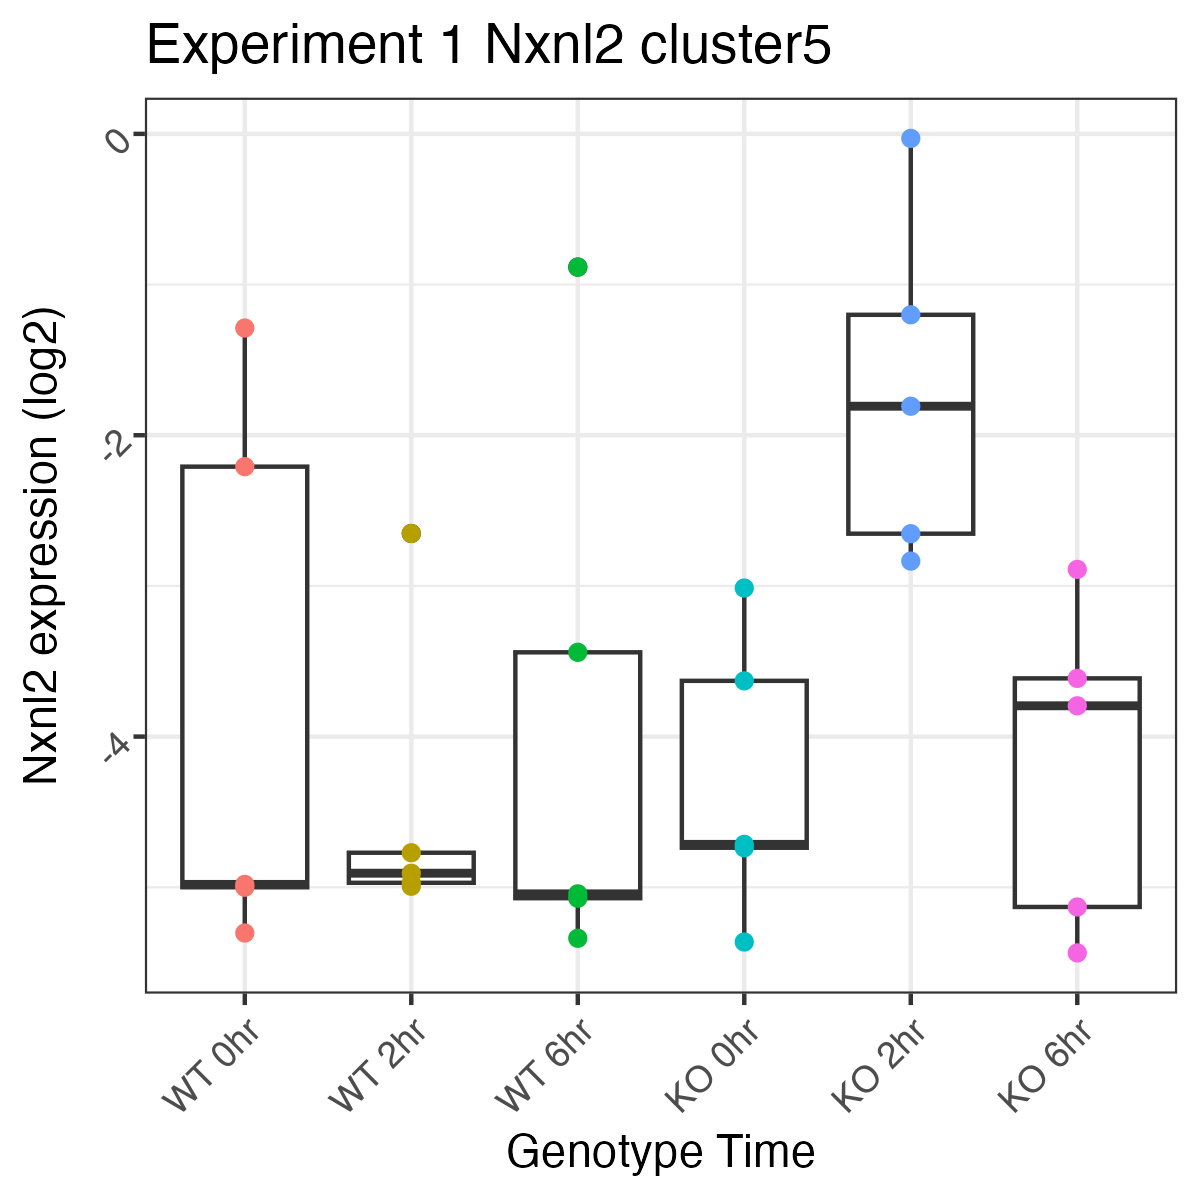 Experiment 1 Nxnl2 cluster5
Nxnl2 expression (log2)
0
-2
-4
WT 0hr
WT 2hr
WT 6hr
KO 0hr
KO 2hr
KO 6hr
Genotype Time